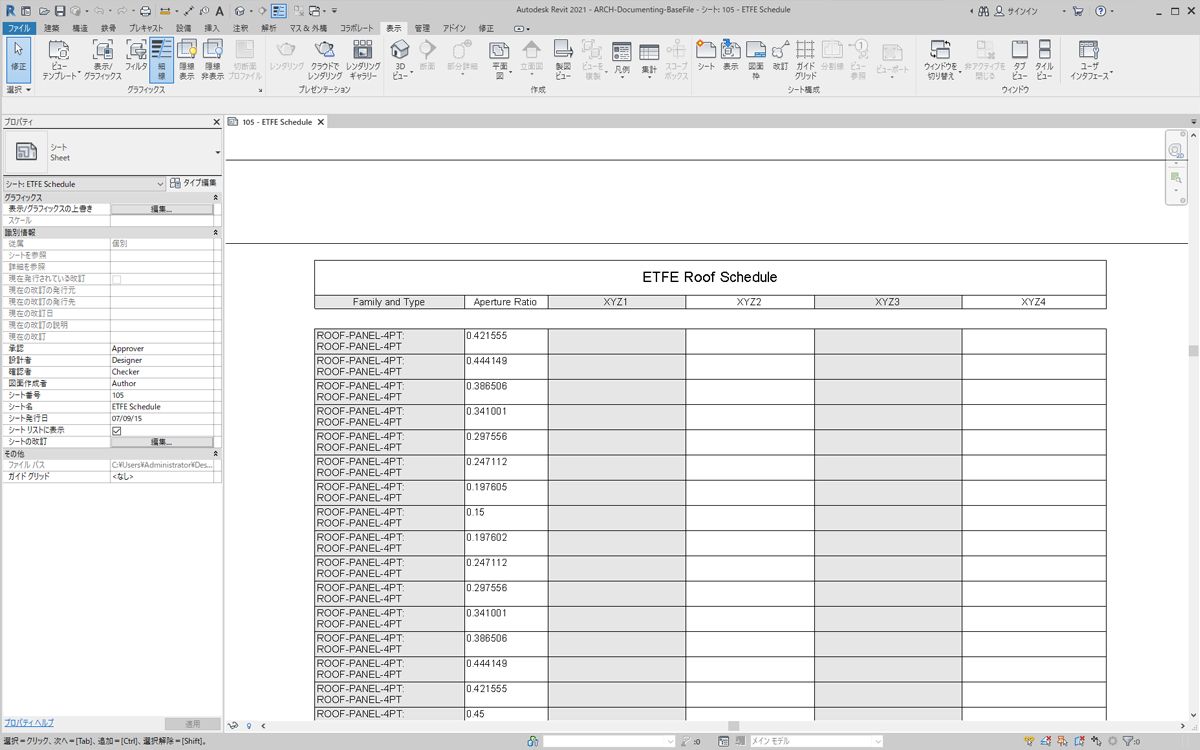 Autodesk Revit 2021 - ARCH-Documenting-BaseFile - シート: 105 - ETFE Schedule
サインイン
ファイル 建築 構造 鉄骨 プレキャスト 設備 挿入 注釈 解析 マス & 外構 コラボレート 表示 管理 アドイン 修正
修正
ビュー
テンプレート
表示/
グラフィックス
フィルタ
細
線
隠線
表示
隠線
非表示
切断面
プロファイル
レンダリング
クラウドで
レンダリング
レンダリング
ギャラリー
3D
ビュー
断面
部分詳細
平面
図
立面図
製図
ビュー
ビューを
複製
凡例
集計
スコープ
ボックス
シート
表示
図面
枠
改訂
ガイド
グリッド
分割線
ビュー
参照
ビューポート
ウィンドウを
切り替え
非アクティブを
閉じる
タブ
ビュー
タイル
ビュー
ユーザ
インタフェース
選択 グラフィックス プレゼンテーション 作成 シート構成 ウィンドウ
プロパティ
105 - ETFE Schedule
シート
Sheet
シート: ETFE Schedule タイプ編集
グラフィックス
表示/グラフィックスの上書き 編集...
スケール
識別情報
従属 個別
シートを参照
詳細を参照
現在発行されている改訂
現在の改訂の発行元
現在の改訂の発行先
現在の改訂日
現在の改訂の説明
現在の改訂
承認 Approver
設計者 Designer
確認者 Checker
図面作成者 Author
シート番号 105
シート名 ETFE Schedule
シート発行日 07/09/15
シート リストに表示
シートの改訂 編集...
その他
ファイル パス C:¥Users¥Administrator¥Des...
ガイド グリッド <なし>
プロパティ ヘルプ 適用
2D
ETFE Roof Schedule
Family and Type Aperture Ratio XYZ1 XYZ2 XYZ3 XYZ4
ROOF-PANEL-4PT: 0.421555
ROOF-PANEL-4PT
ROOF-PANEL-4PT: 0.444149
ROOF-PANEL-4PT
ROOF-PANEL-4PT: 0.386506
ROOF-PANEL-4PT
ROOF-PANEL-4PT: 0.341001
ROOF-PANEL-4PT
ROOF-PANEL-4PT: 0.297556
ROOF-PANEL-4PT
ROOF-PANEL-4PT: 0.247112
ROOF-PANEL-4PT
ROOF-PANEL-4PT: 0.197605
ROOF-PANEL-4PT
ROOF-PANEL-4PT: 0.15
ROOF-PANEL-4PT
ROOF-PANEL-4PT: 0.197602
ROOF-PANEL-4PT
ROOF-PANEL-4PT: 0.247112
ROOF-PANEL-4PT
ROOF-PANEL-4PT: 0.297556
ROOF-PANEL-4PT
ROOF-PANEL-4PT: 0.341001
ROOF-PANEL-4PT
ROOF-PANEL-4PT: 0.386506
ROOF-PANEL-4PT
ROOF-PANEL-4PT: 0.444149
ROOF-PANEL-4PT
ROOF-PANEL-4PT: 0.421555
ROOF-PANEL-4PT
ROOF-PANEL-4PT: 0.45
選択＝クリック、次へ＝[Tab]、追加＝[Ctrl]、選択解除＝[Shift]。 :0 メイン モデル :0